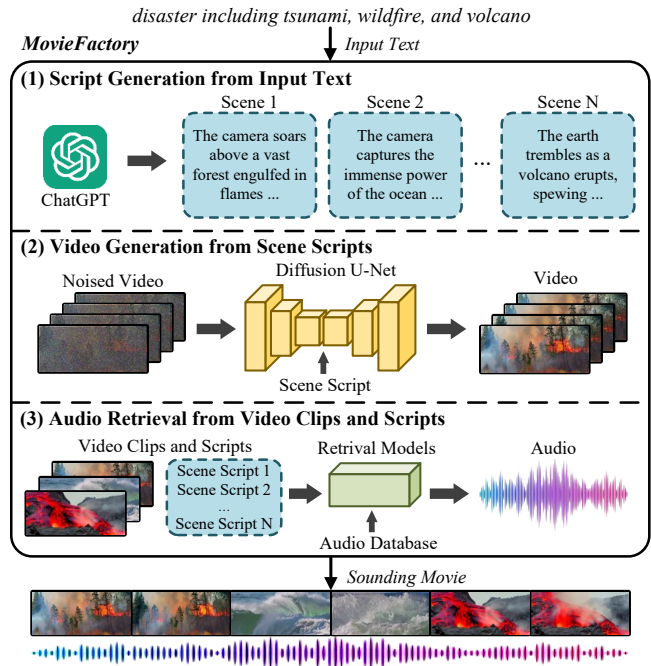 disaster including tsunami, wildfire, and volcano
MovieFactory
Input Text
(1) Script Generation from Input Text
Scene 1
Scene 2
Scene N
ChatGPT
The camera soars
above a vast
forest engulfed in
flames ...
The camera
captures the
immense power
of the ocean ...
...
The earth
trembles as a
volcano erupts,
spewing ...
(2) Video Generation from Scene Scripts
Noised Video
Diffusion U-Net
Video
Scene Script
(3) Audio Retrieval from Video Clips and Scripts
Video Clips and Scripts
Retrival Models
Audio
Scene Script 1
Scene Script 2
...
Scene Script N
Audio Database
Sounding Movie